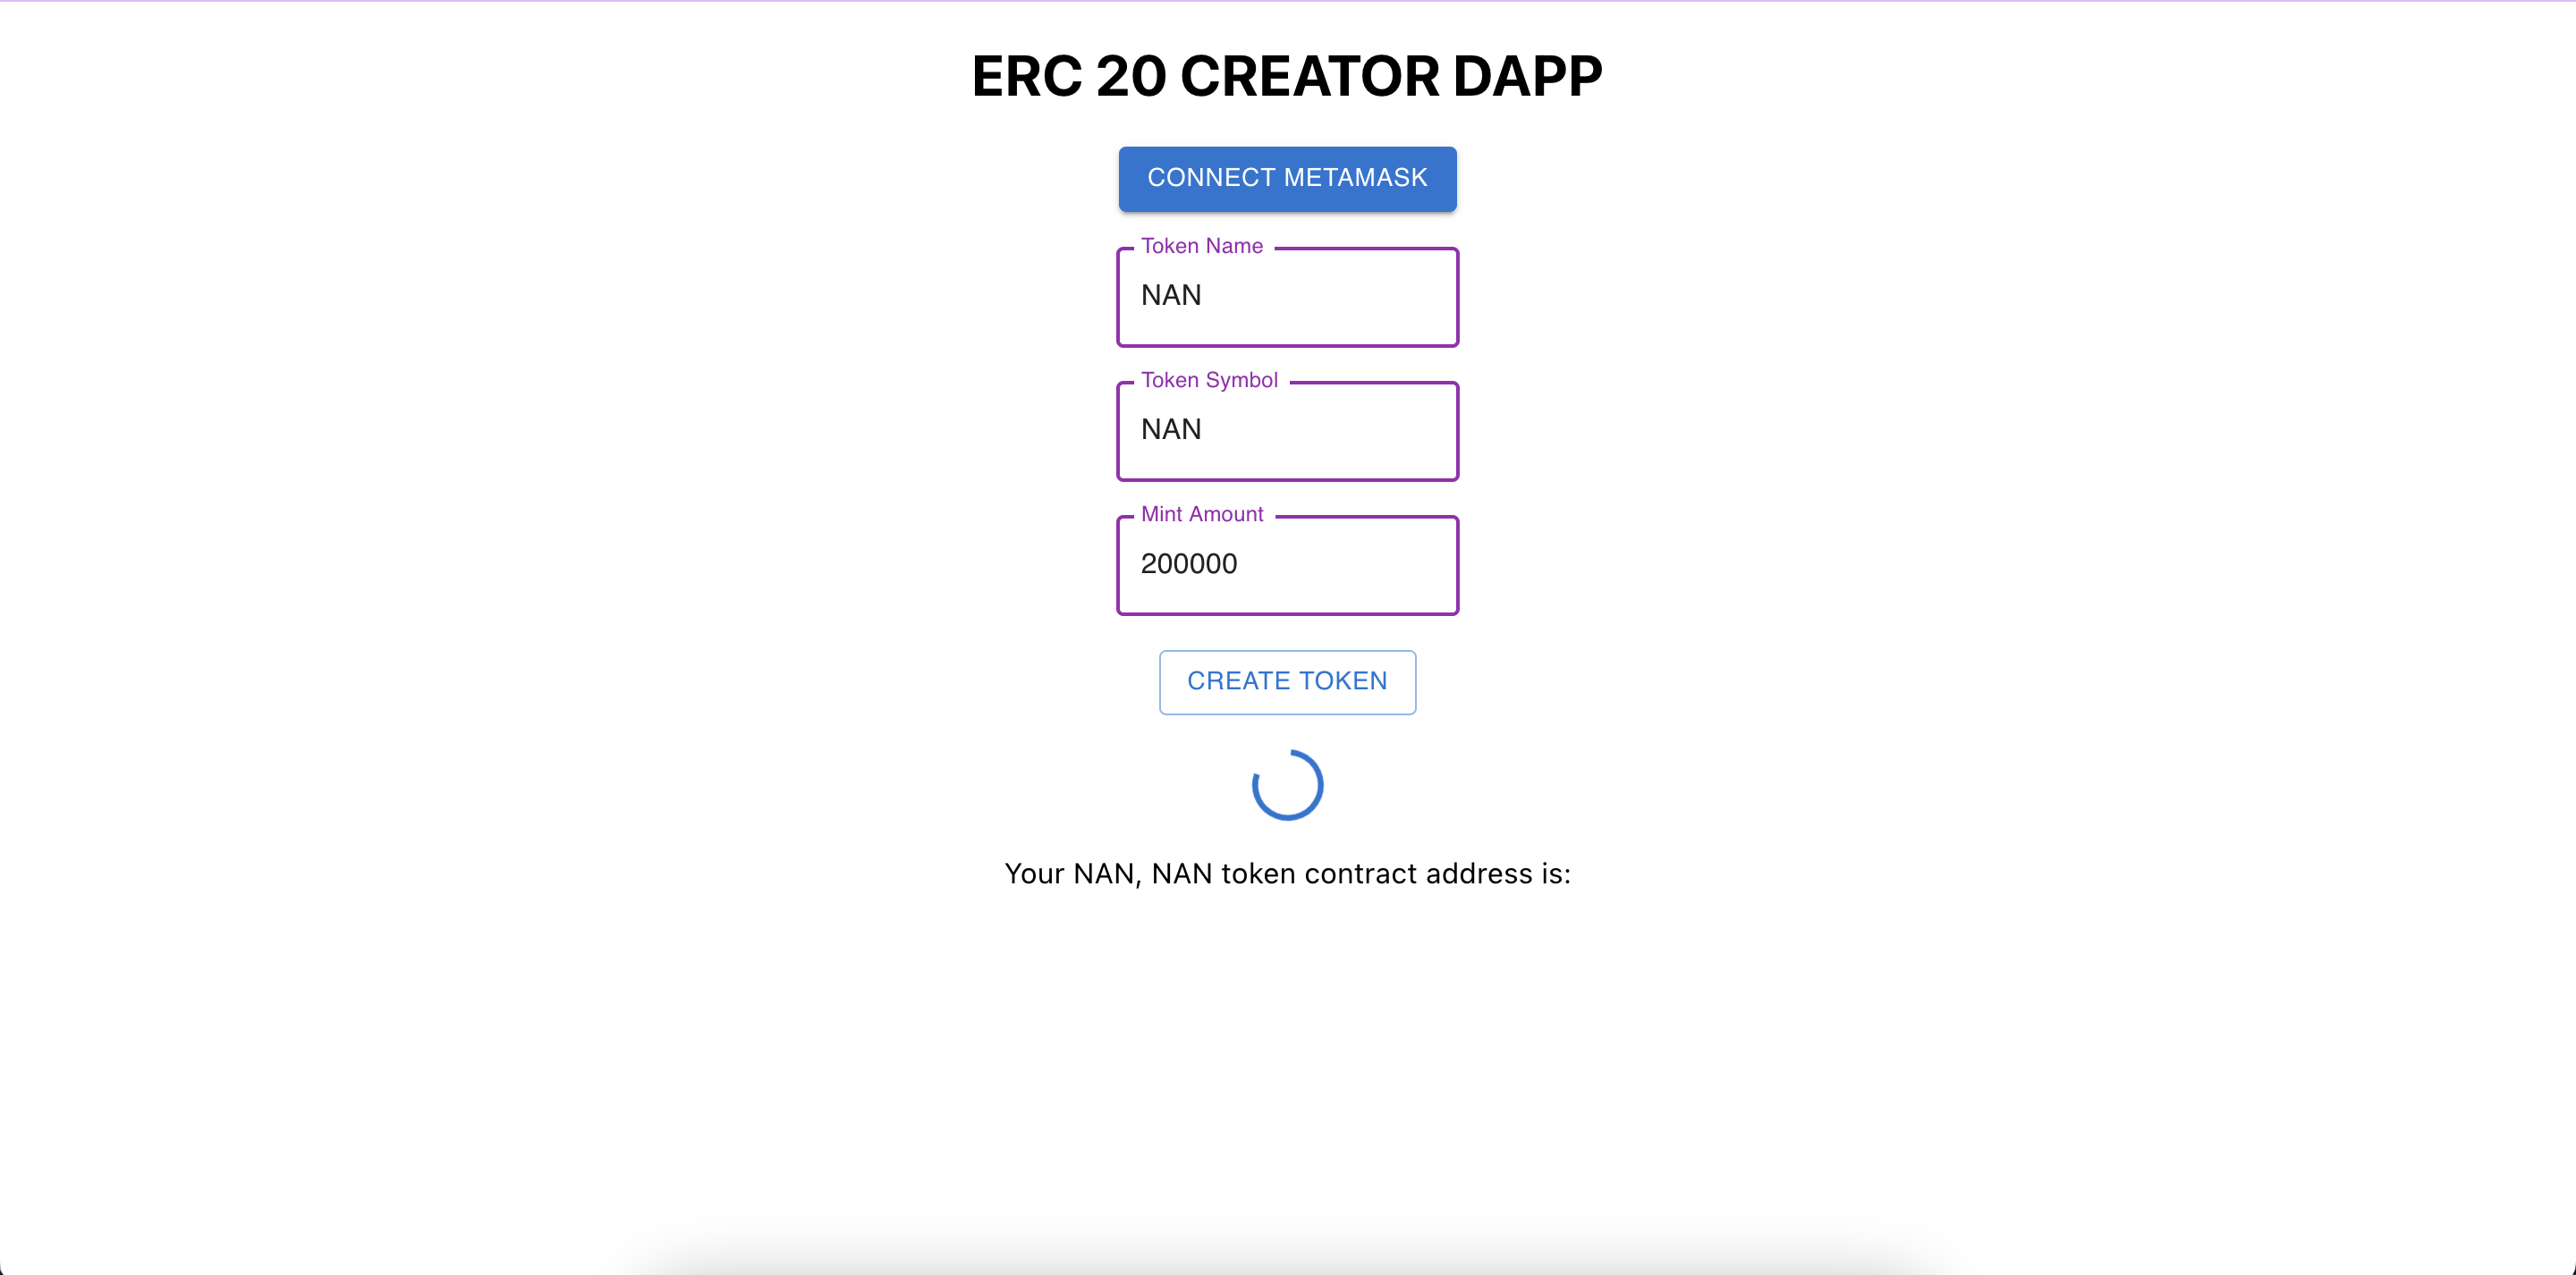 ERC 20 CREATOR DAPP
CONNECT METAMASK
Token Name
NAN
Token Symbol
NAN
Mint Amount
200000
CREATE TOKEN
Your NAN, NAN token contract address is: